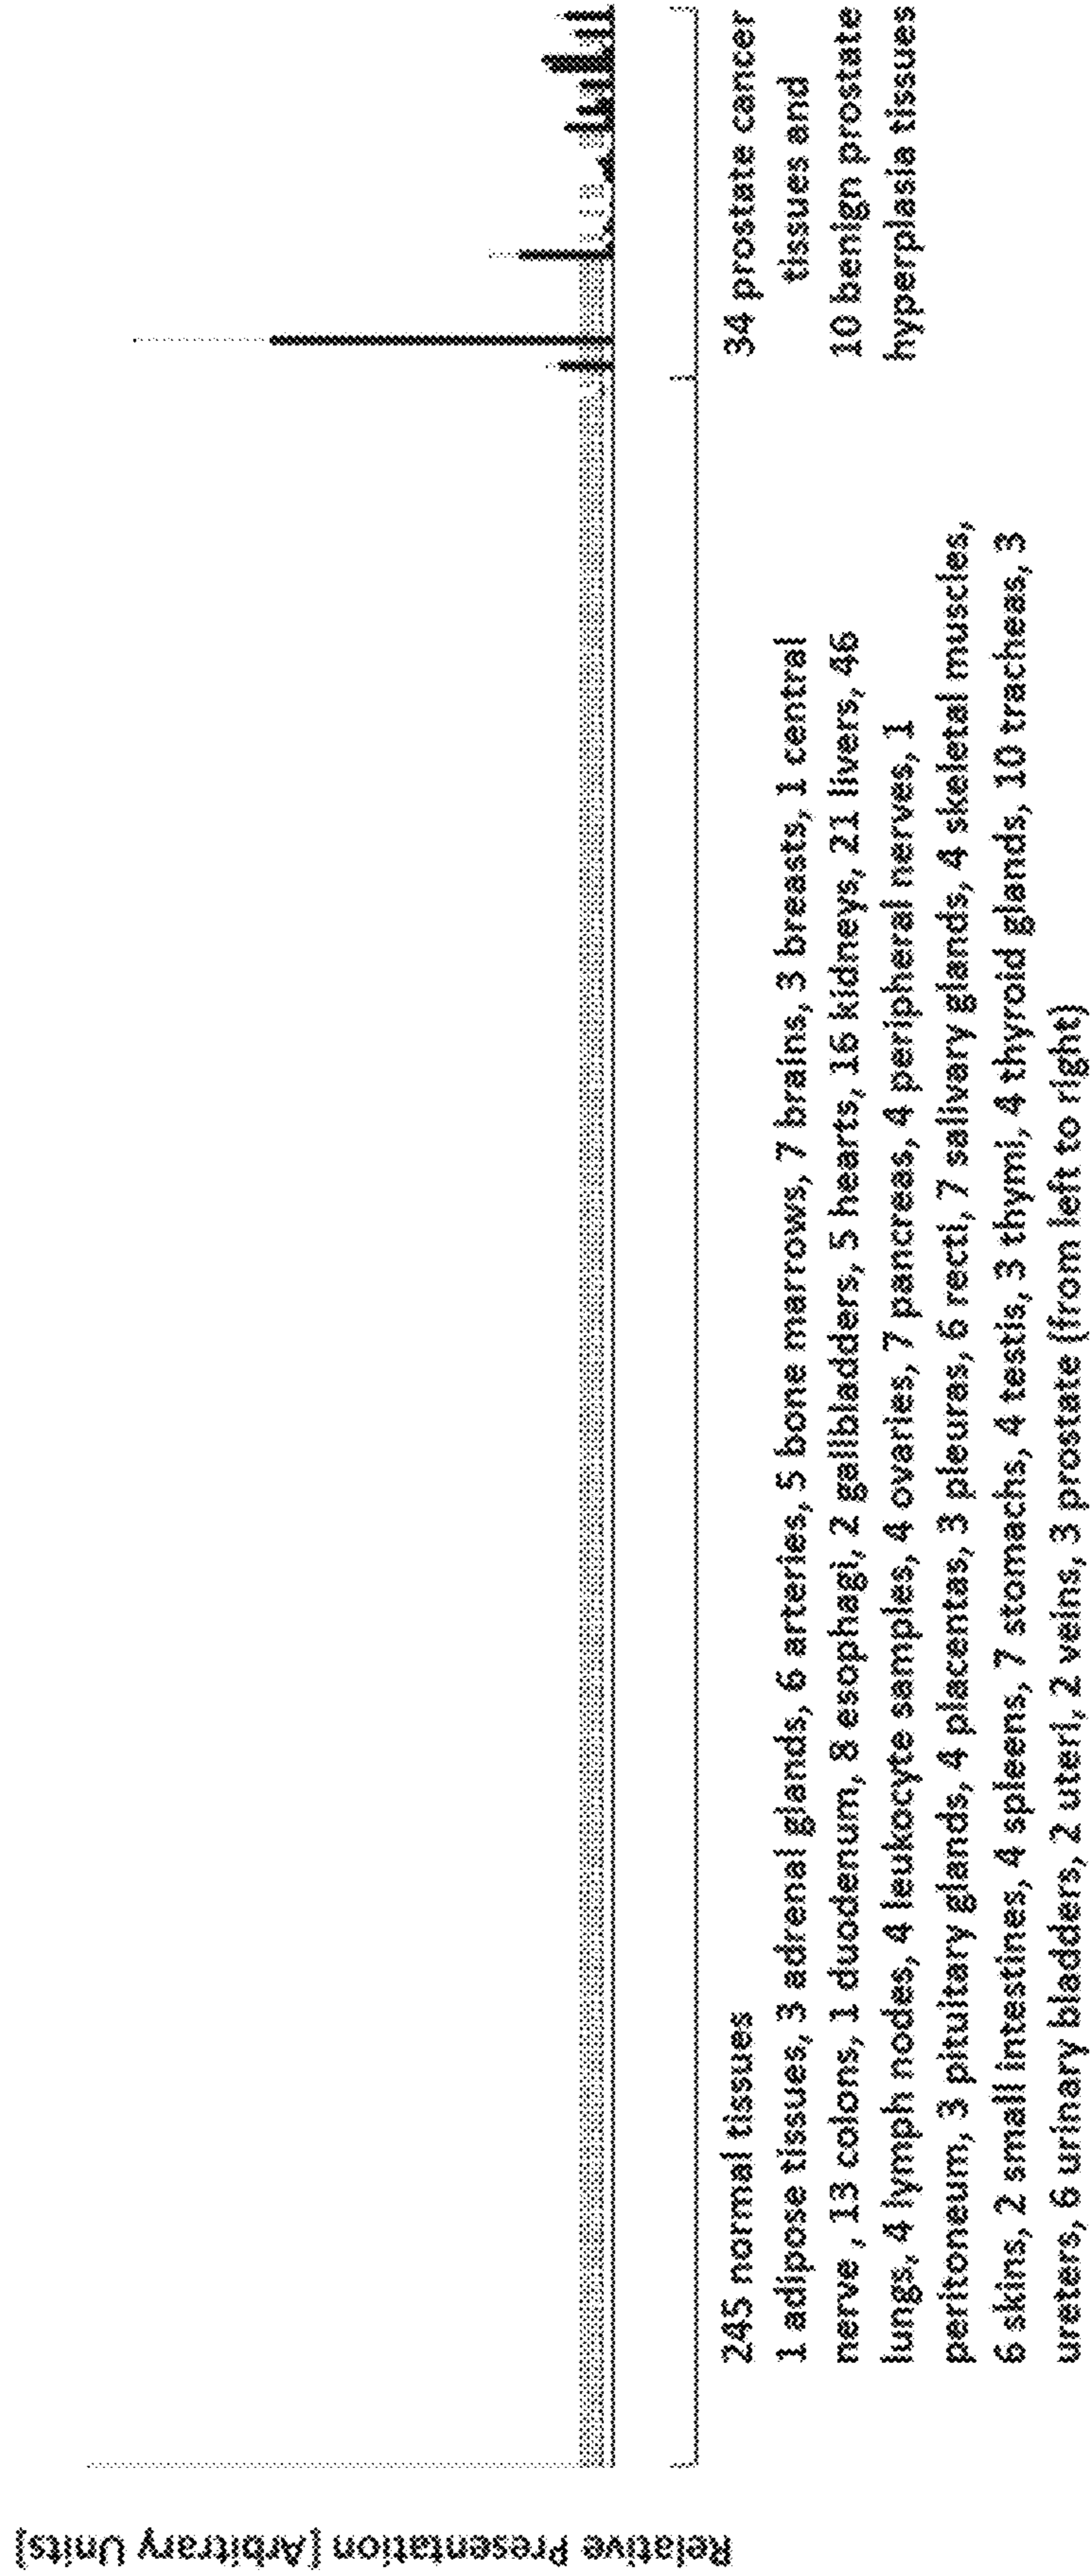 Relative Presentation [Arbitrary Units]
245 normal tissues
1 adipose tissues, 3 adrenal glands, 6 arteries, 5 bone marrows, 7 brains, 3 breasts, 1 central
nerve , 13 colons, 1 duodenum, 8 esophagi, 2 gallbladders, 5 hearts, 16 kidneys, 21 livers, 46
lungs, 4 lymph nodes, 4 leukocyte samples, 4 ovaries, 7 pancreas, 4 peripheral nerves, 1
peritoneum, 3 pituitary glands, 4 placentas, 3 pleuras, 6 recti, 7 salivary glands, 4 skeletal muscles,
6 skins, 2 small intestines, 4 spleens, 7 stomachs, 4 testis, 3 thymi, 4 thyroid glands, 10 tracheas, 3
ureters, 6 urinary bladders, 2 uteri, 2 veins, 3 prostate (from left to right)
34 prostate cancer
tissues and
10 benign prostate
hyperplasia tissues